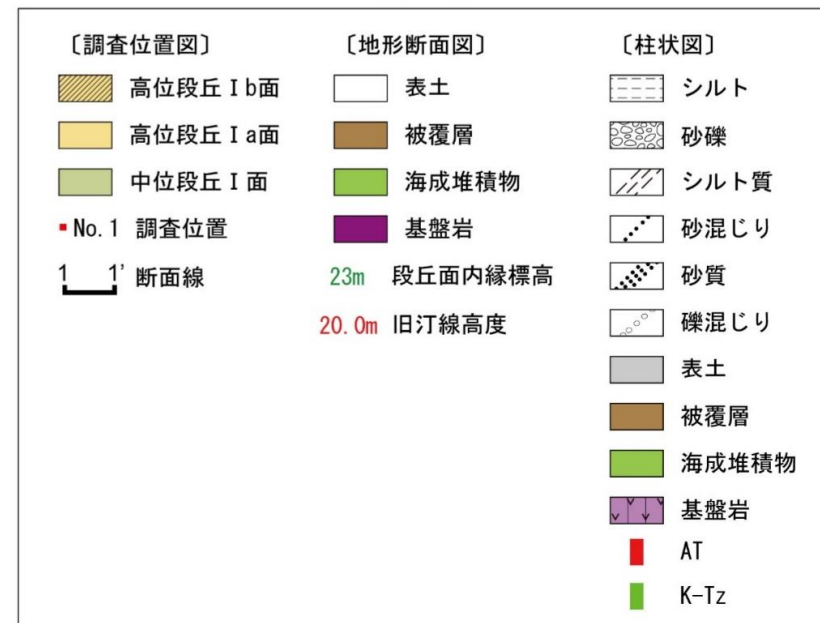 〔調査位置図〕
高位段丘Ⅰb面
高位段丘Ⅰa面
中位段丘Ⅰ面
No.1 調査位置
1 1' 断面線
〔地形断面図〕
表土
被覆層
海成堆積物
基盤岩
23m 段丘面内縁標高
20.0m 旧汀線高度
〔柱状図〕
シルト
砂礫
シルト質
砂混じり
砂質
礫混じり
表土
被覆層
海成堆積物
基盤岩
AT
K-Tz